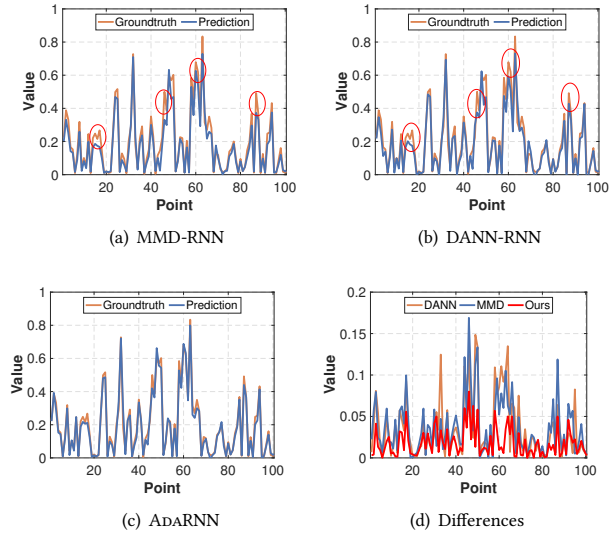 Groundtruth Prediction
1
0.8
0.6
0.4
0.2
0
Value
20 40 60 80 100
Point
(a) MMD-RNN
Groundtruth Prediction
1
0.8
0.6
0.4
0.2
0
Value
20 40 60 80 100
Point
(b) DANN-RNN
Groundtruth Prediction
1
0.8
0.6
0.4
0.2
0
Value
20 40 60 80 100
Point
(c) AdaRNN
DANN MMD Ours
0.2
0.15
0.1
0.05
0
Value
0 20 40 60 80 100
Point
(d) Differences